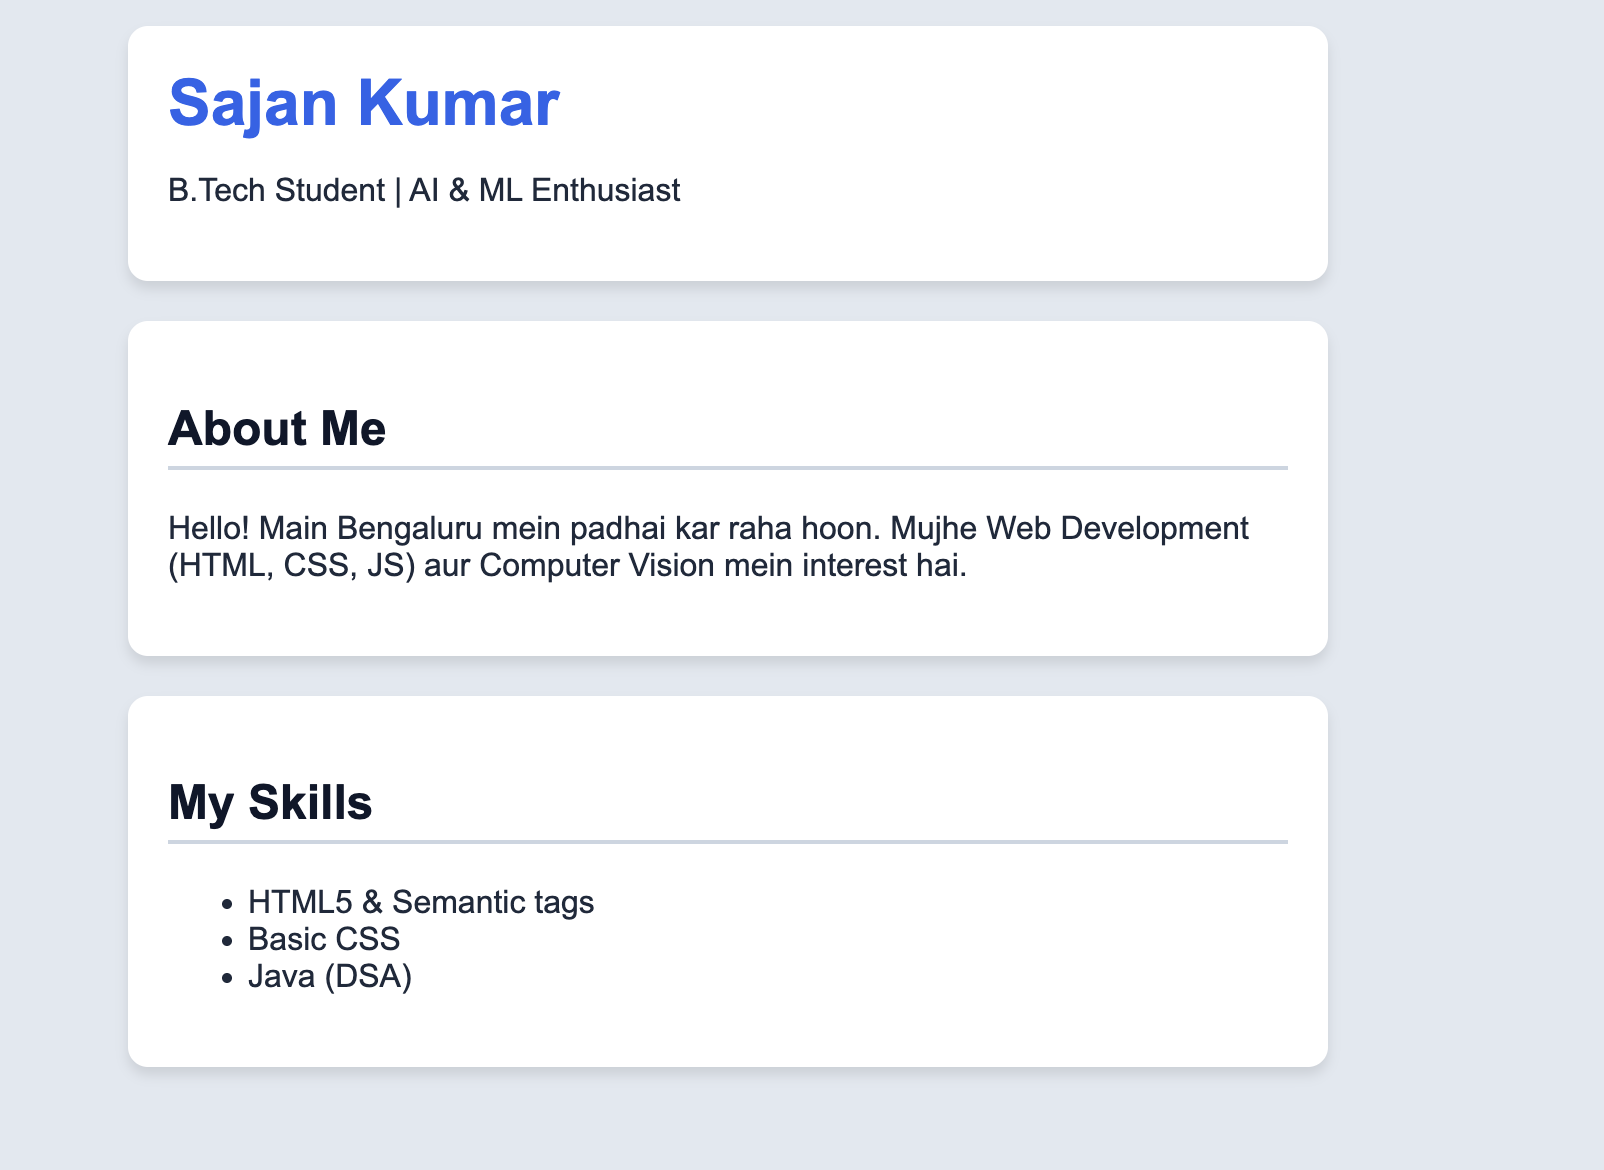 Sajan Kumar
B.Tech Student | AI & ML Enthusiast
About Me
Hello! Main Bengaluru mein padhai kar raha hoon. Mujhe Web Development
(HTML, CSS, JS) aur Computer Vision mein interest hai.
My Skills
• HTML5 & Semantic tags
• Basic CSS
• Java (DSA)